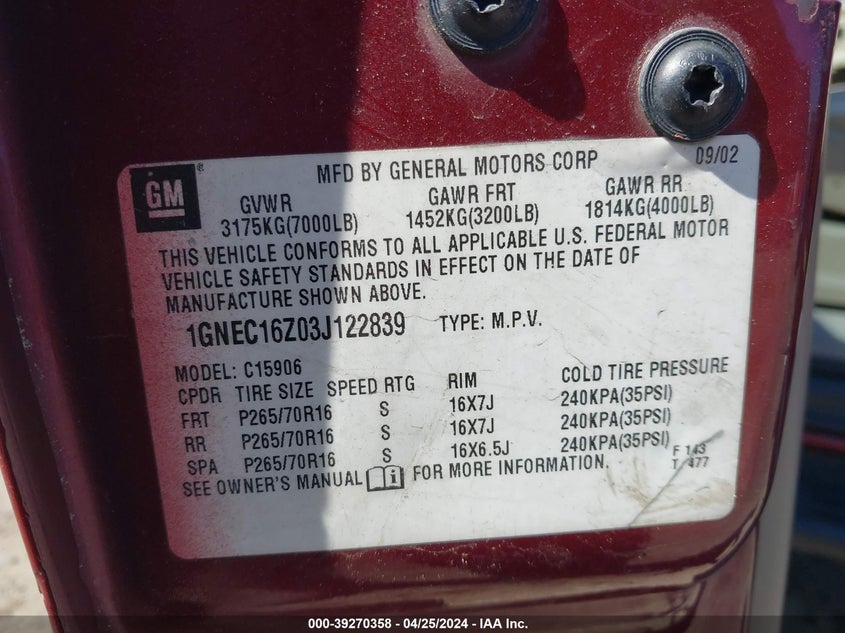 MFD BY GENERAL MOTORS CORP 09/02
GM®
GVWR GAWR FRT GAWR RR
3175KG(7000LB) 1452KG(3200LB) 1814KG(4000LB)
THIS VEHICLE CONFORMS TO ALL APPLICABLE U.S. FEDERAL MOTOR
VEHICLE SAFETY STANDARDS IN EFFECT ON THE DATE OF
MANUFACTURE SHOWN ABOVE.
1GNEC16Z03J122839 TYPE: M.P.V.
MODEL: C15906
CPDR TIRE SIZE SPEED RTG RIM COLD TIRE PRESSURE
FRT P265/70R16 S 16X7J 240KPA(35PSI)
RR P265/70R16 S 16X7J 240KPA(35PSI)
SPA P265/70R16 S 16X6.5J 240KPA(35PSI)
SEE OWNER'S MANUAL i FOR MORE INFORMATION.
F 143
T 477
000-39270358 - 04/25/2024 - IAA Inc.